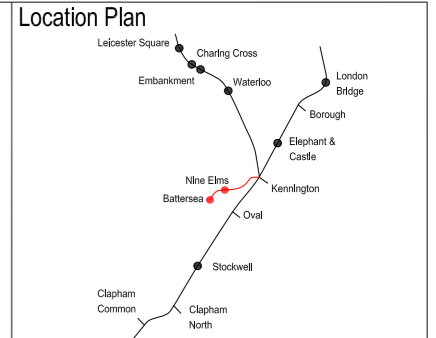 Location Plan
Leicester Square
Charing Cross
Embankment
Waterloo
London
Bridge
Borough
Elephant &
Castle
Nine Elms
Kennington
Battersea
Oval
Stockwell
Clapham
Common
Clapham
North